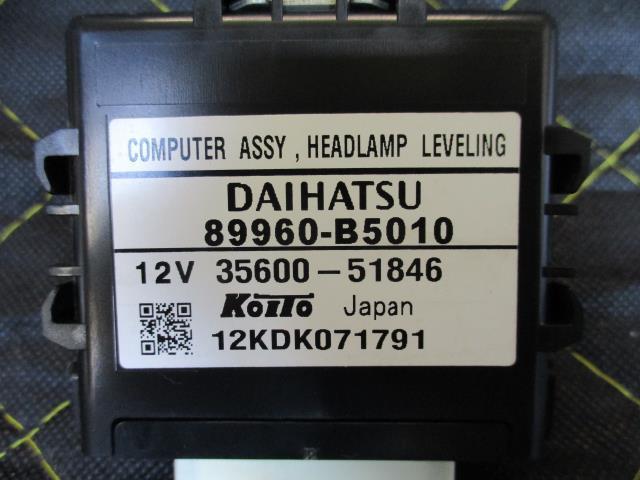 COMPUTER ASSY , HEADLAMP LEVELING
DAIHATSU
89960-B5010
12V 35600-51846
KOITO Japan
12KDK071791